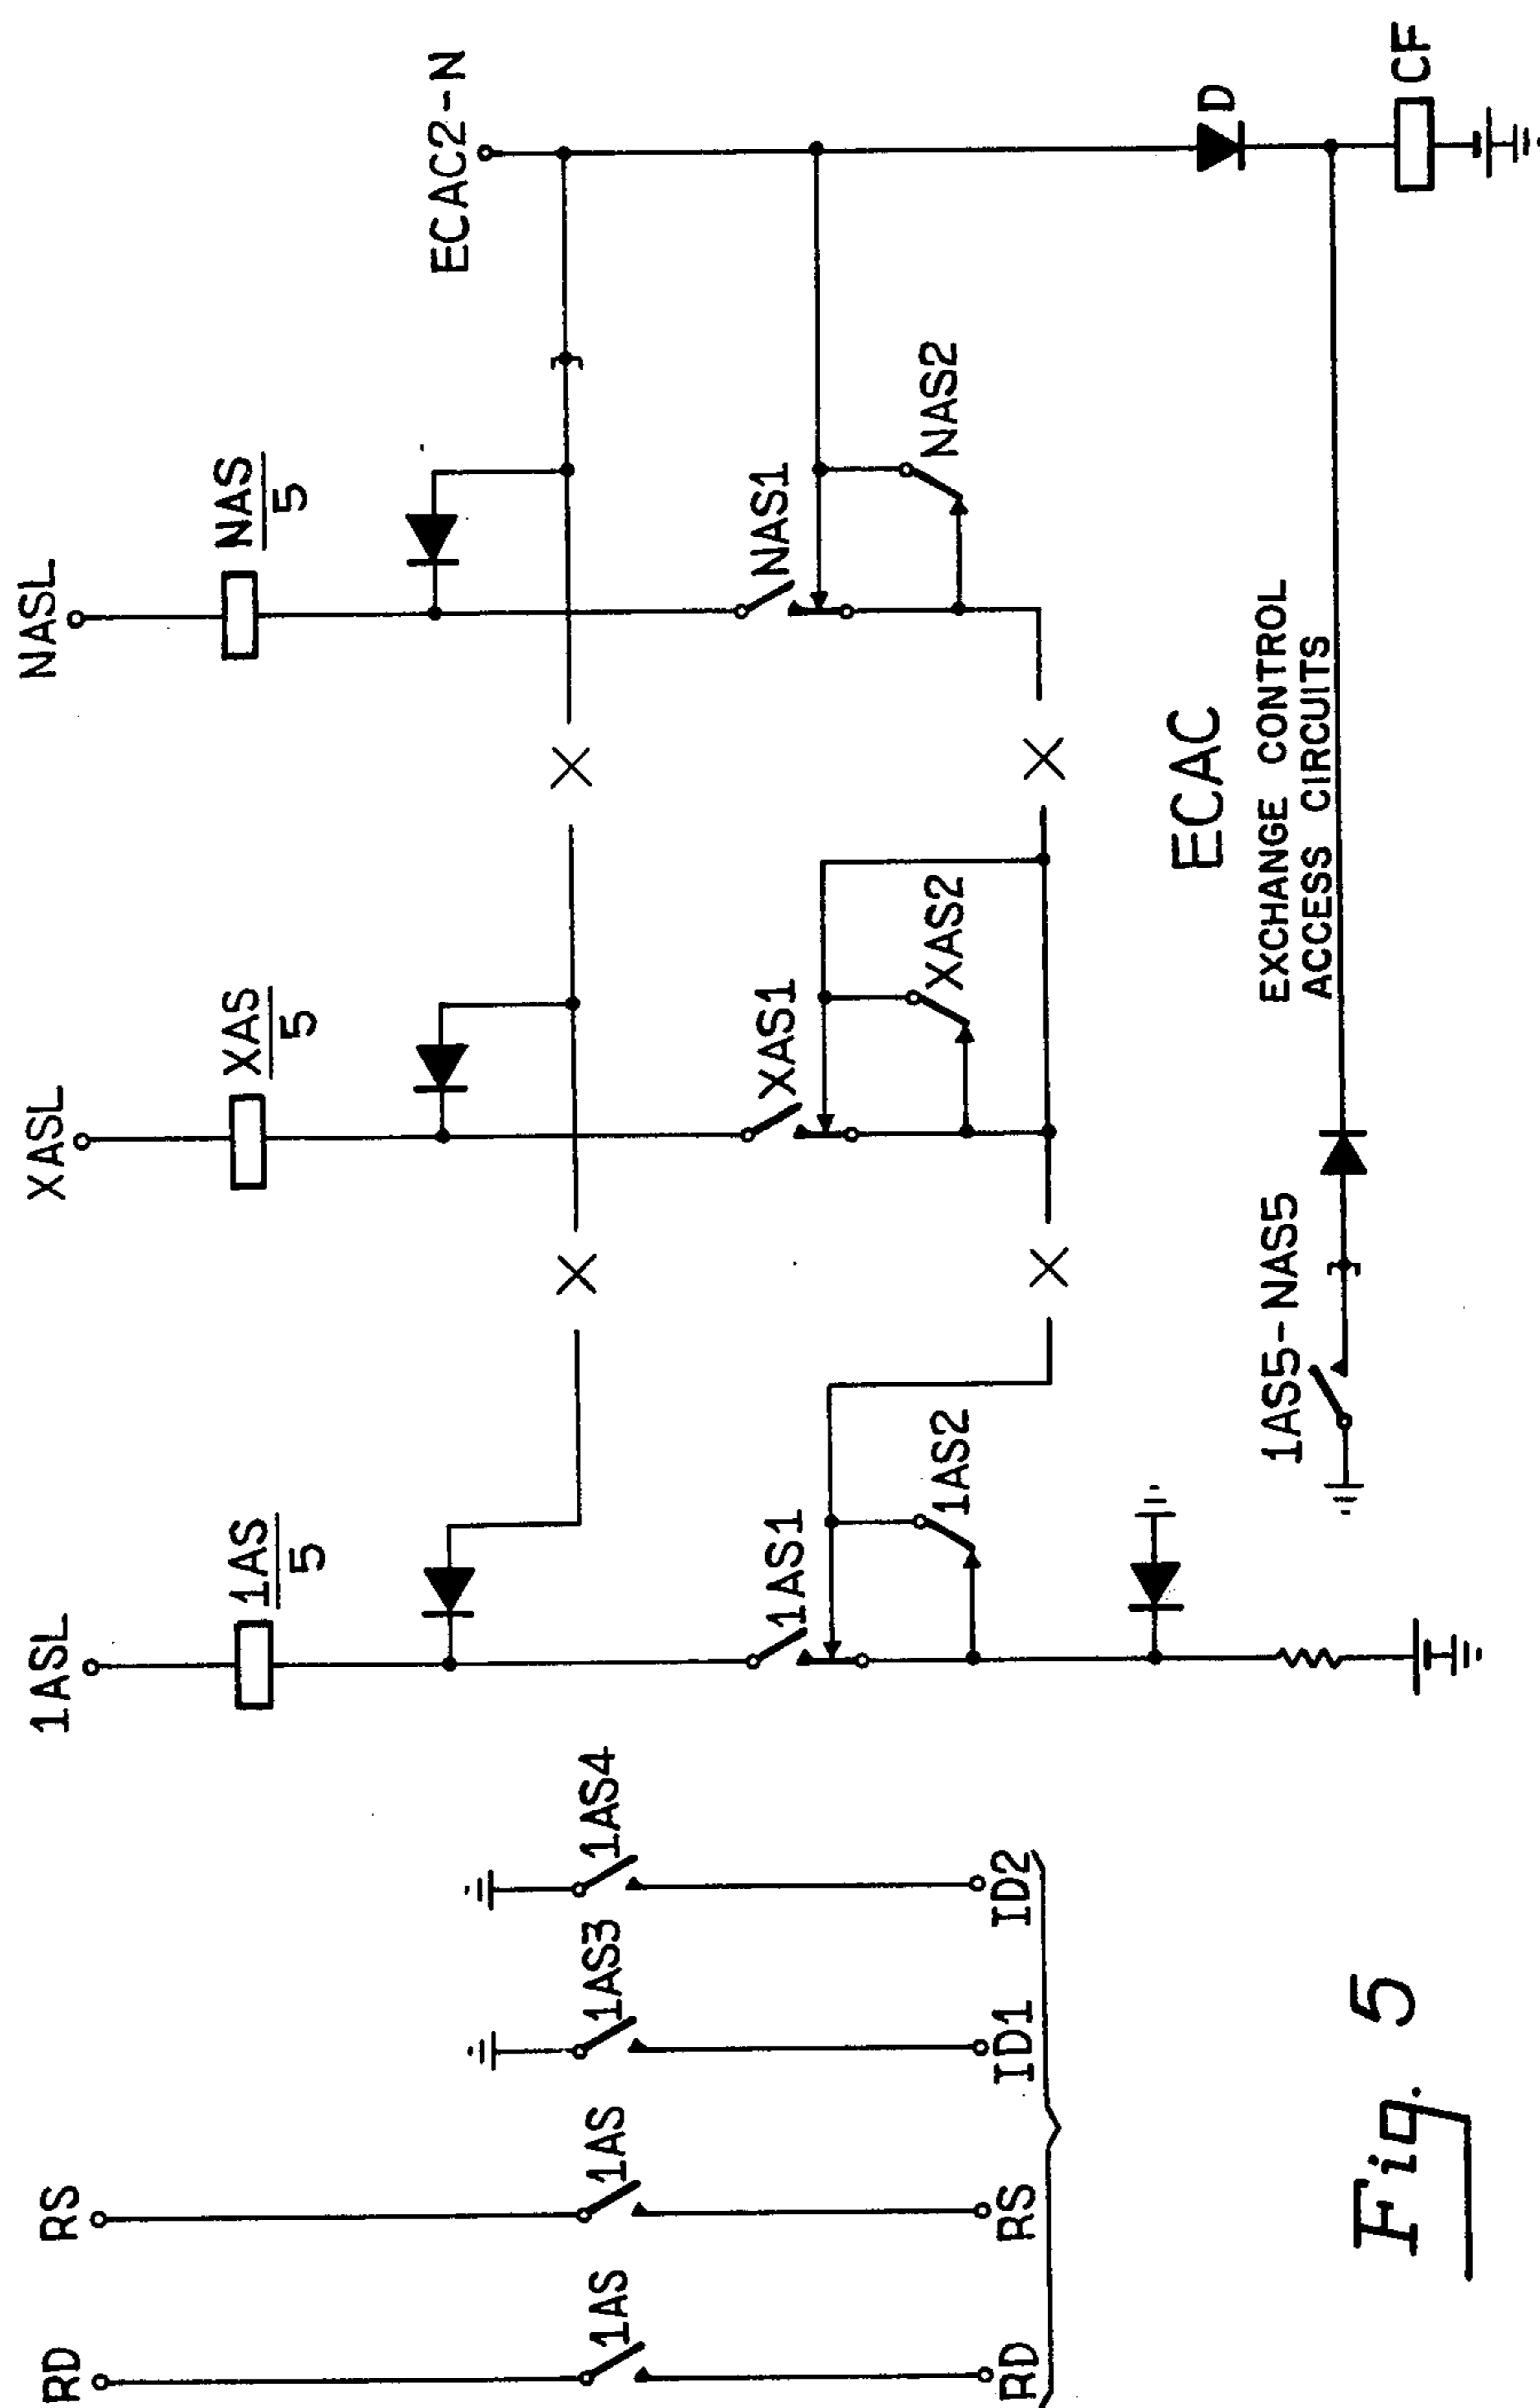 RD
RS
1ASL
XASL
NASL
1AS
5
XAS
5
NAS
5
ECAC2-N
1AS
1AS
1AS3
1AS4
1AS1
XAS1
NAS1
1AS2
XAS2
NAS2
RD
RS
ID1
ID2
ECAC
EXCHANGE CONTROL
ACCESS CIRCUITS
1AS5-NAS5
D
CF
Fig. 5